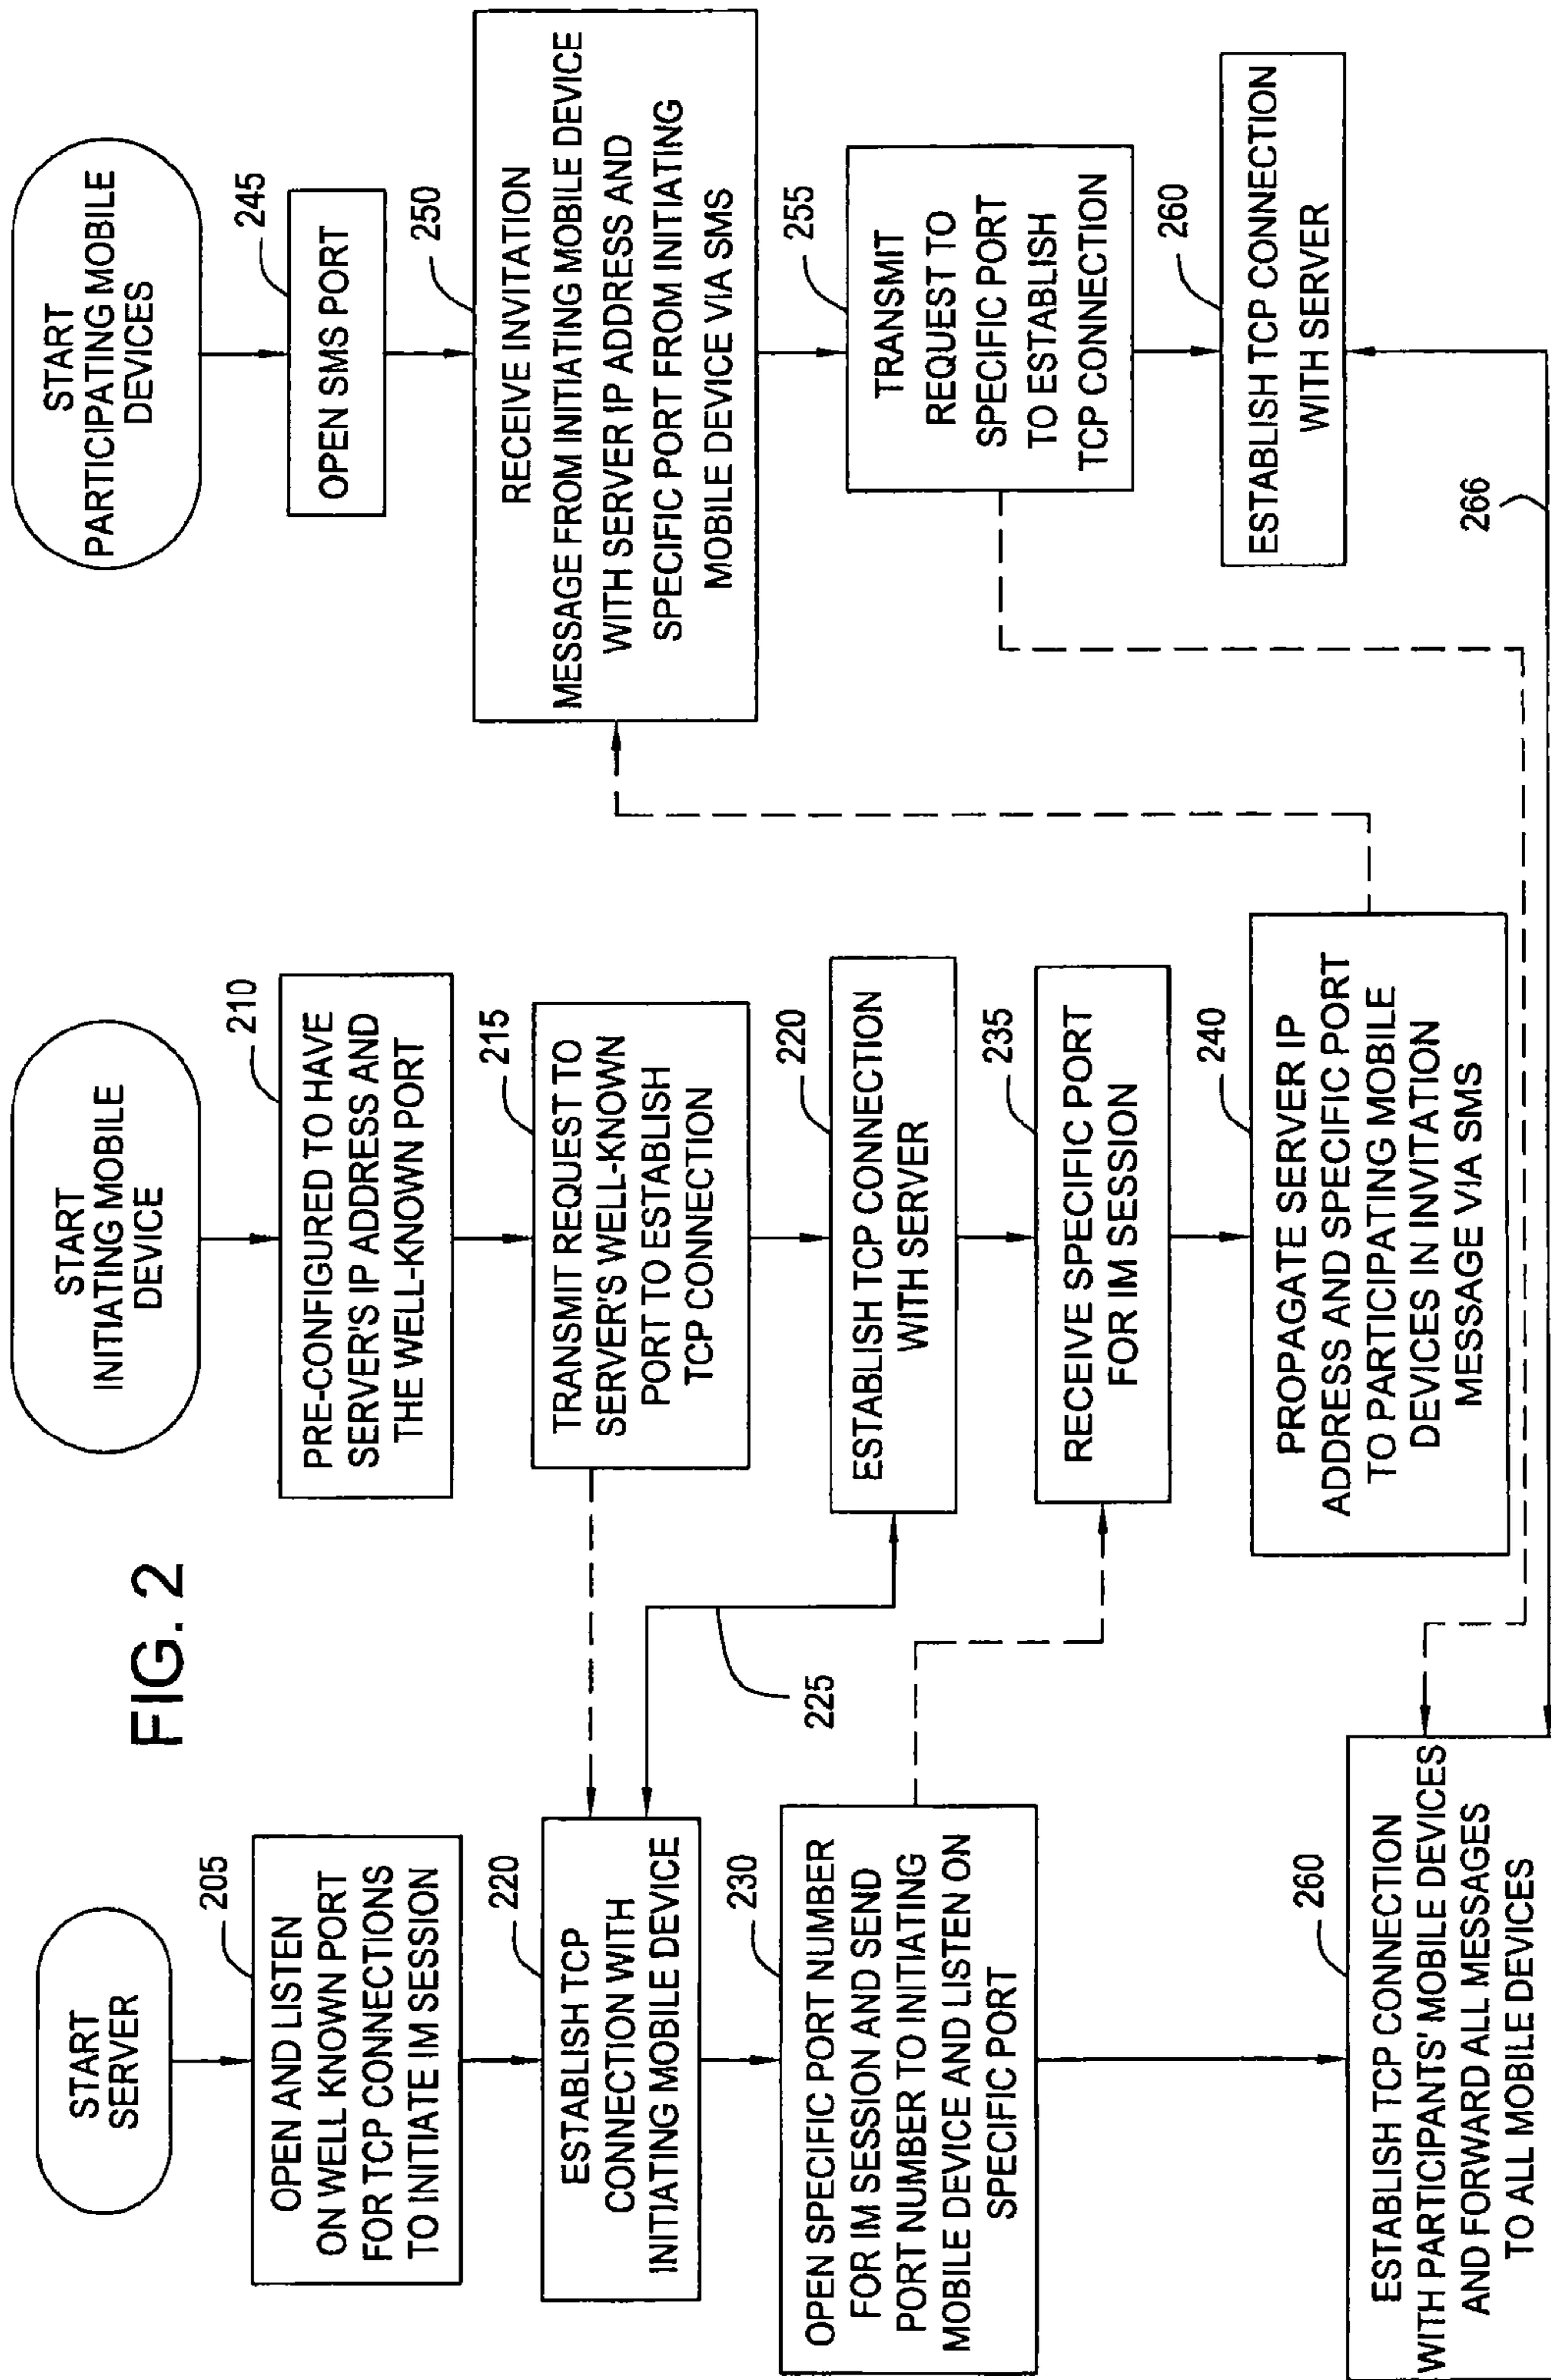 FIG. 2
START
SERVER
205
OPEN AND LISTEN
ON WELL KNOWN PORT
FOR TCP CONNECTIONS
TO INITIATE IM SESSION
220
ESTABLISH TCP
CONNECTION WITH
INITIATING MOBILE DEVICE
230
OPEN SPECIFIC PORT NUMBER
FOR IM SESSION AND SEND
PORT NUMBER TO INITIATING
MOBILE DEVICE AND LISTEN ON
SPECIFIC PORT
260
ESTABLISH TCP CONNECTION
WITH PARTICIPANTS' MOBILE DEVICES
AND FORWARD ALL MESSAGES
TO ALL MOBILE DEVICES
225
START
INITIATING MOBILE
DEVICE
210
PRE-CONFIGURED TO HAVE
SERVER'S IP ADDRESS AND
THE WELL-KNOWN PORT
215
TRANSMIT REQUEST TO
SERVER'S WELL-KNOWN
PORT TO ESTABLISH
TCP CONNECTION
220
ESTABLISH TCP CONNECTION
WITH SERVER
235
RECEIVE SPECIFIC PORT
FOR IM SESSION
240
PROPAGATE SERVER IP
ADDRESS AND SPECIFIC PORT
TO PARTICIPATING MOBILE
DEVICES IN INVITATION
MESSAGE VIA SMS
START
PARTICIPATING MOBILE
DEVICES
245
OPEN SMS PORT
250
RECEIVE INVITATION
MESSAGE FROM INITIATING MOBILE DEVICE
WITH SERVER IP ADDRESS AND
SPECIFIC PORT FROM INITIATING
MOBILE DEVICE VIA SMS
255
TRANSMIT
REQUEST TO
SPECIFIC PORT
TO ESTABLISH
TCP CONNECTION
260
ESTABLISH TCP CONNECTION
WITH SERVER
266